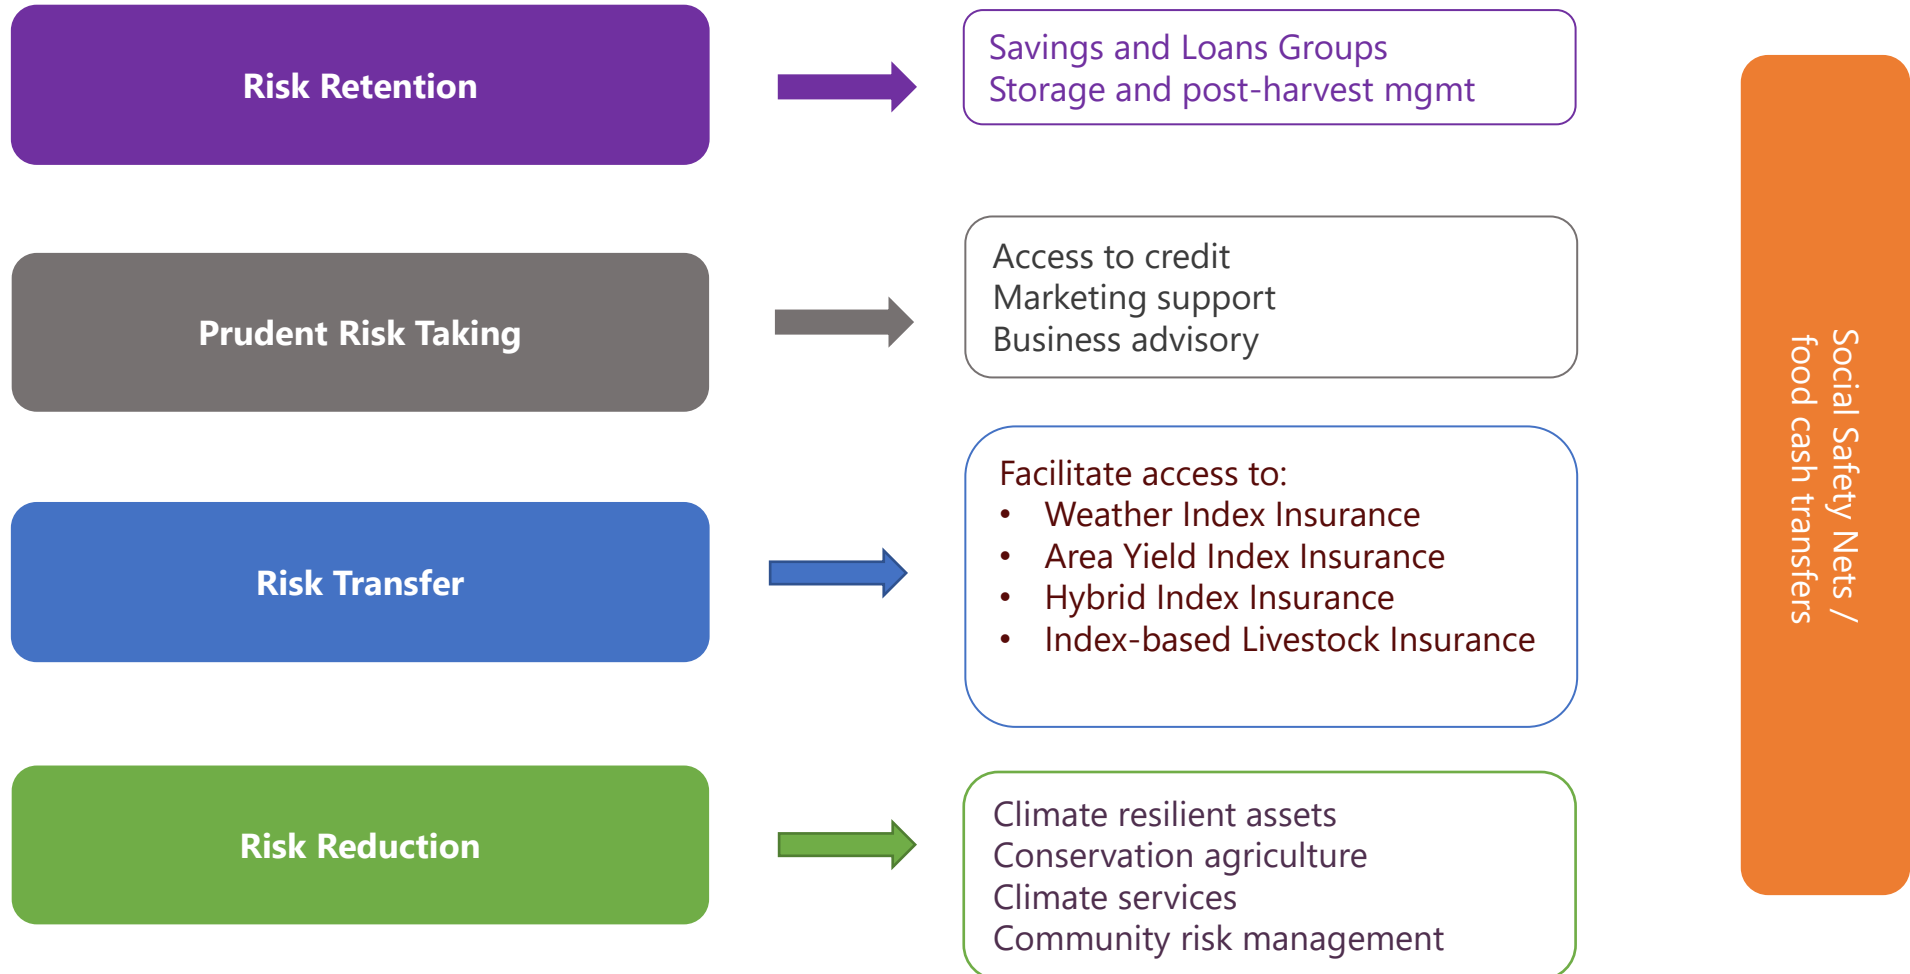 Risk Retention
Savings and Loans Groups
Storage and post-harvest mgmt
Prudent Risk Taking
Access to credit
Marketing support
Business advisory
Risk Transfer
Facilitate access to:
• Weather Index Insurance
• Area Yield Index Insurance
• Hybrid Index Insurance
• Index-based Livestock Insurance
Risk Reduction
Climate resilient assets
Conservation agriculture
Climate services
Community risk management
Social Safety Nets /
food cash transfers